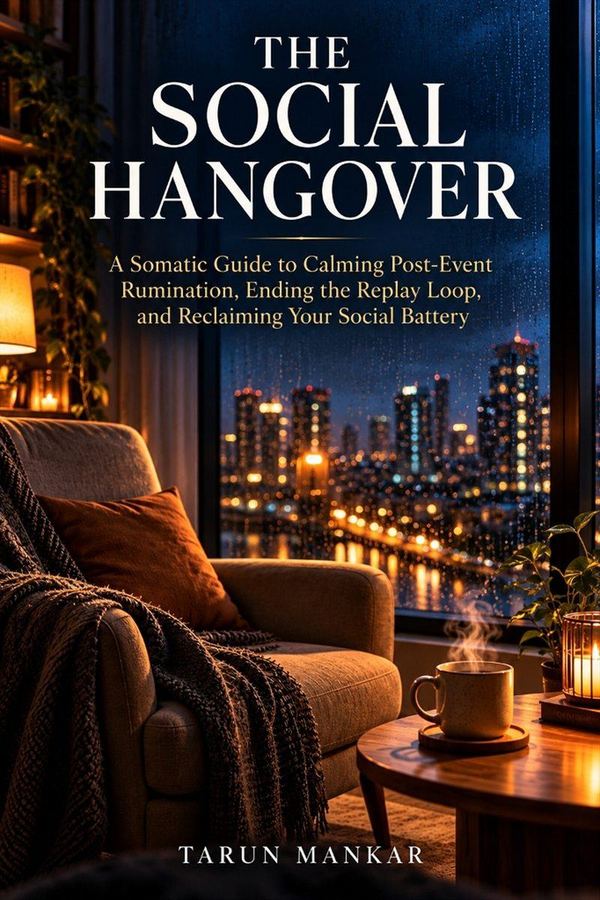 THE
SOCIAL
HANGOVER
A Somatic Guide to Calming Post-Event
Rumination, Ending the Replay Loop,
and Reclaiming Your Social Battery
TARUN MANKAR